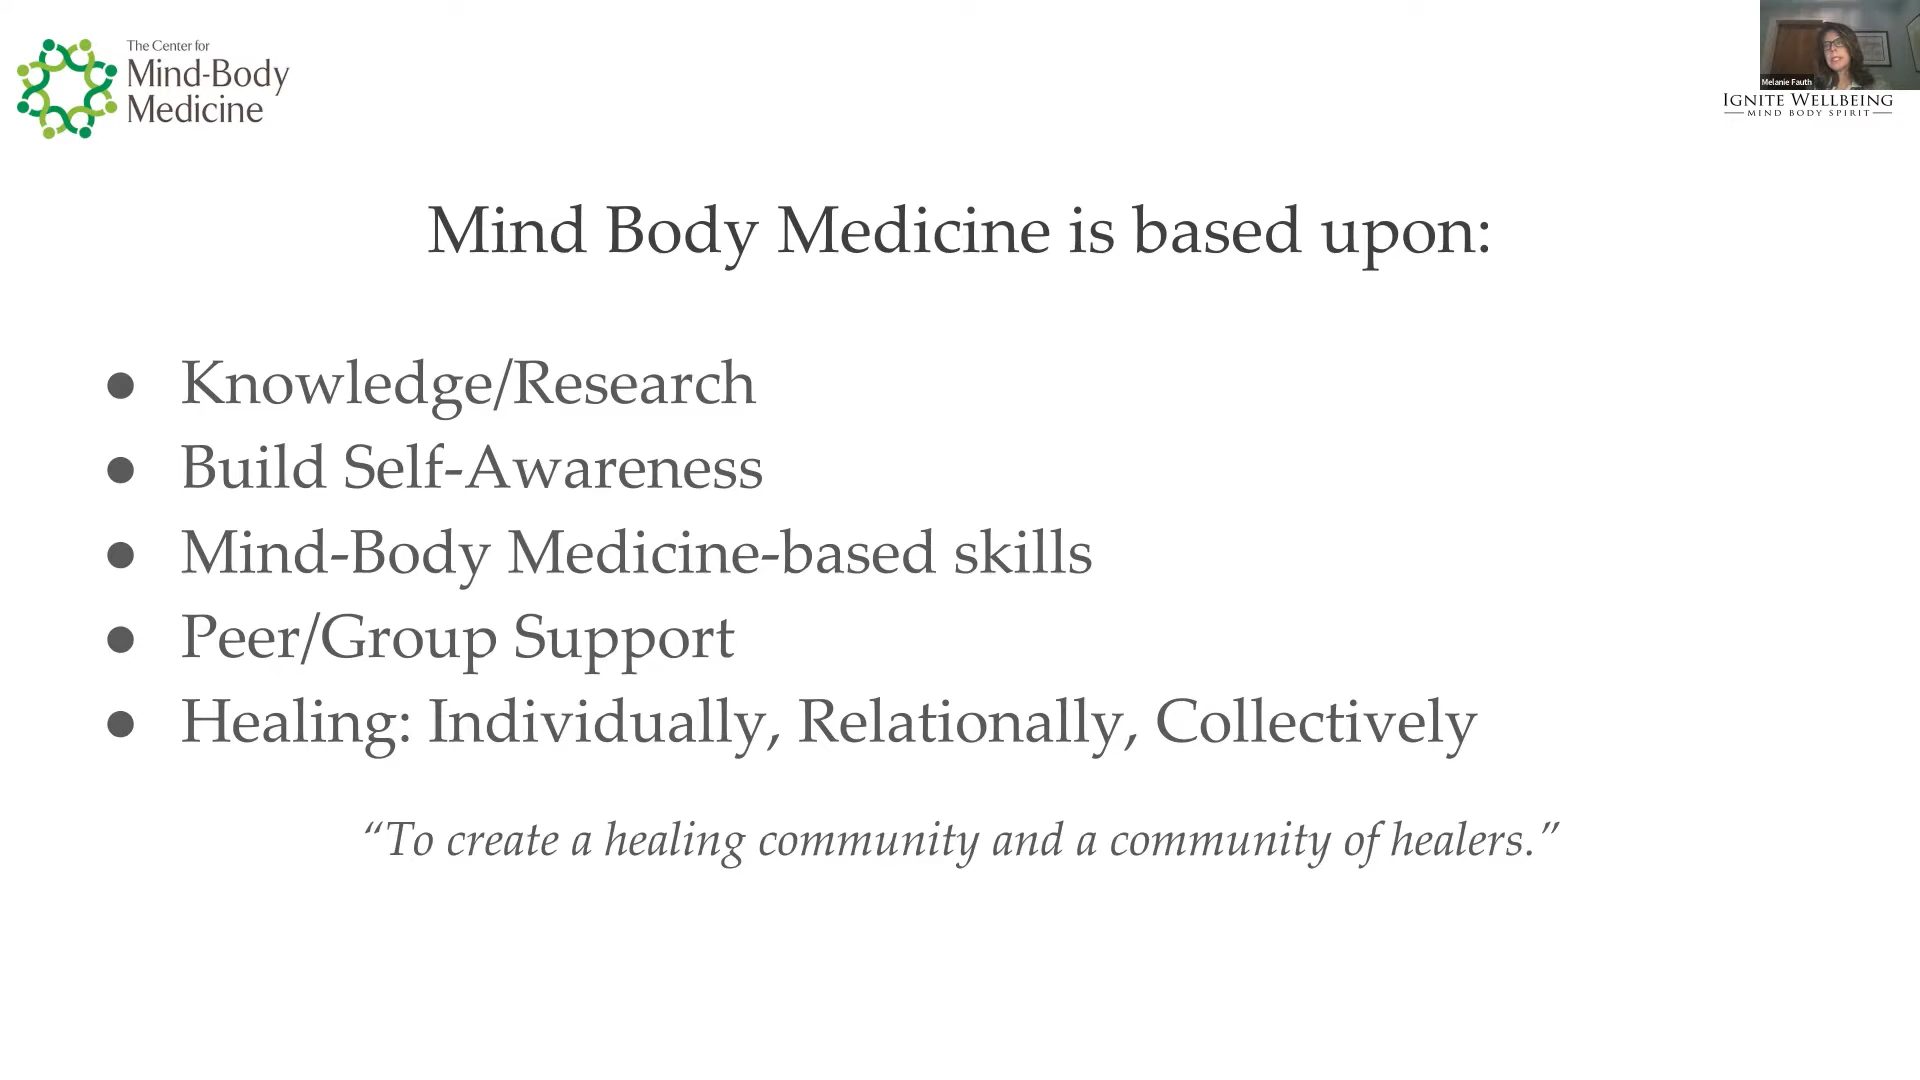 The Center for
Mind-Body
Medicine
Melanie Fauth
IGNITE WELLBEING
MIND BODY SPIRIT
Mind Body Medicine is based upon:
● Knowledge/Research
● Build Self-Awareness
● Mind-Body Medicine-based skills
● Peer/Group Support
● Healing: Individually, Relationally, Collectively
“To create a healing community and a community of healers.”